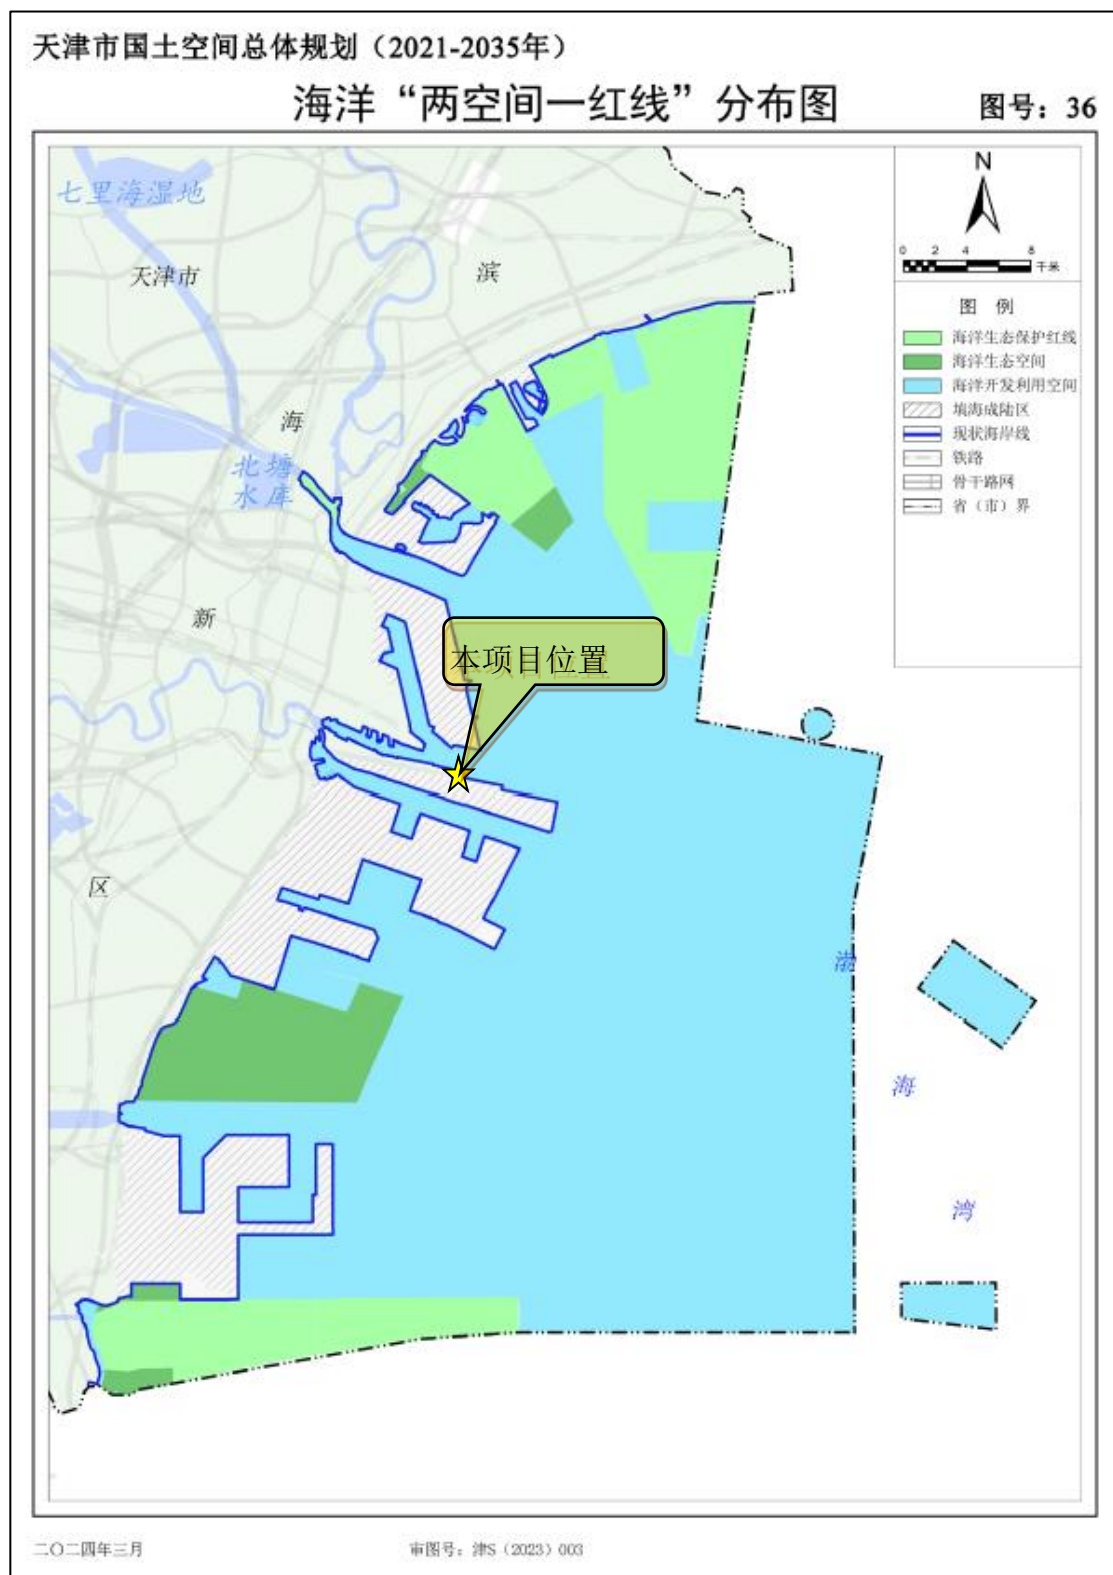 天津市国土空间总体规划（2021-2035年）
海洋“两空间一红线”分布图
图号：36
N
0 2 4 8
千米
图 例
海洋生态保护红线
海洋生态空间
海洋开发利用空间
填海成陆区
现状海岸线
铁路
骨干路网
省（市）界
七里海湿地
天津市
滨
海
北塘
水库
新
本项目位置
区
渤
海
湾
二〇二四年三月
审图号：津S（2023）003